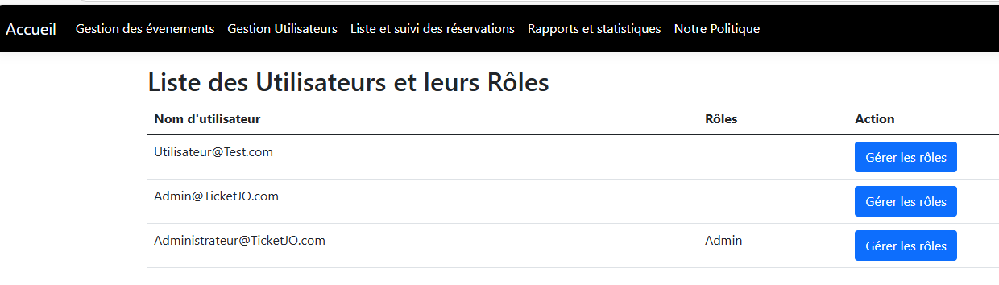 Accueil Gestion des évenements Gestion Utilisateurs Liste et suivi des réservations Rapports et statistiques Notre Politique
Liste des Utilisateurs et leurs Rôles
Nom d'utilisateur Rôles Action
Utilisateur@Test.com Gérer les rôles
Admin@TicketJO.com Gérer les rôles
Administrateur@TicketJO.com Admin Gérer les rôles